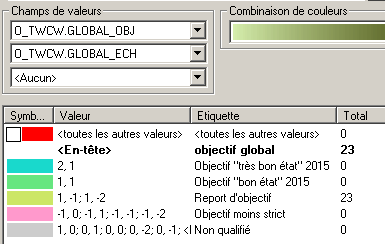 Champs de valeurs
Combinaison de couleurs
O_TWCW.GLOBAL_OBJ
O_TWCW.GLOBAL_ECH
<Aucun>
Symb... Valeur Etiquette Total
<toutes les autres valeurs> <toutes les autres valeurs> 0
<En-tête> objectif global 23
2, 1 Objectif "très bon état" 2015 0
1, 1 Objectif "bon état" 2015 0
1, -1; 1, -2 Report d'objectif 23
-1, 0; -1, 1; -1, -1; -1, -2 Objectif moins strict 0
1, 0; 0, 1; 0, 0; 0, -2; 0, -1; <l Non qualifié 0